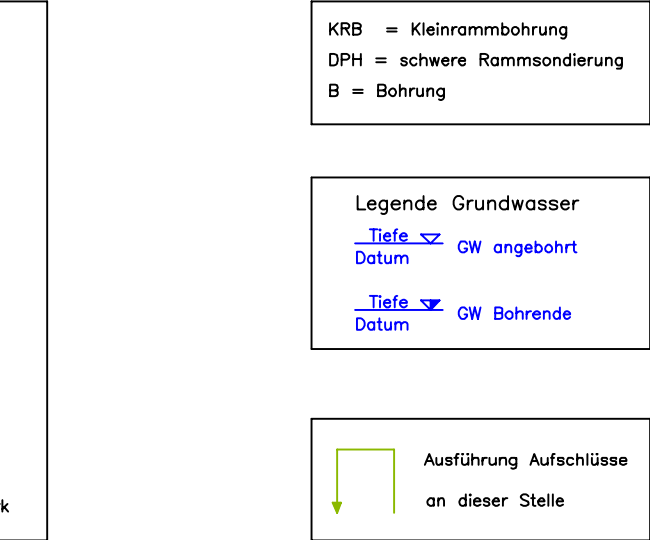 KRB = Kleinrammbohrung
DPH = schwere Rammsondierung
B = Bohrung
Legende Grundwasser
Tiefe
Datum
GW angebohrt
Tiefe
Datum
GW Bohrende
Ausführung Aufschlüsse
an dieser Stelle